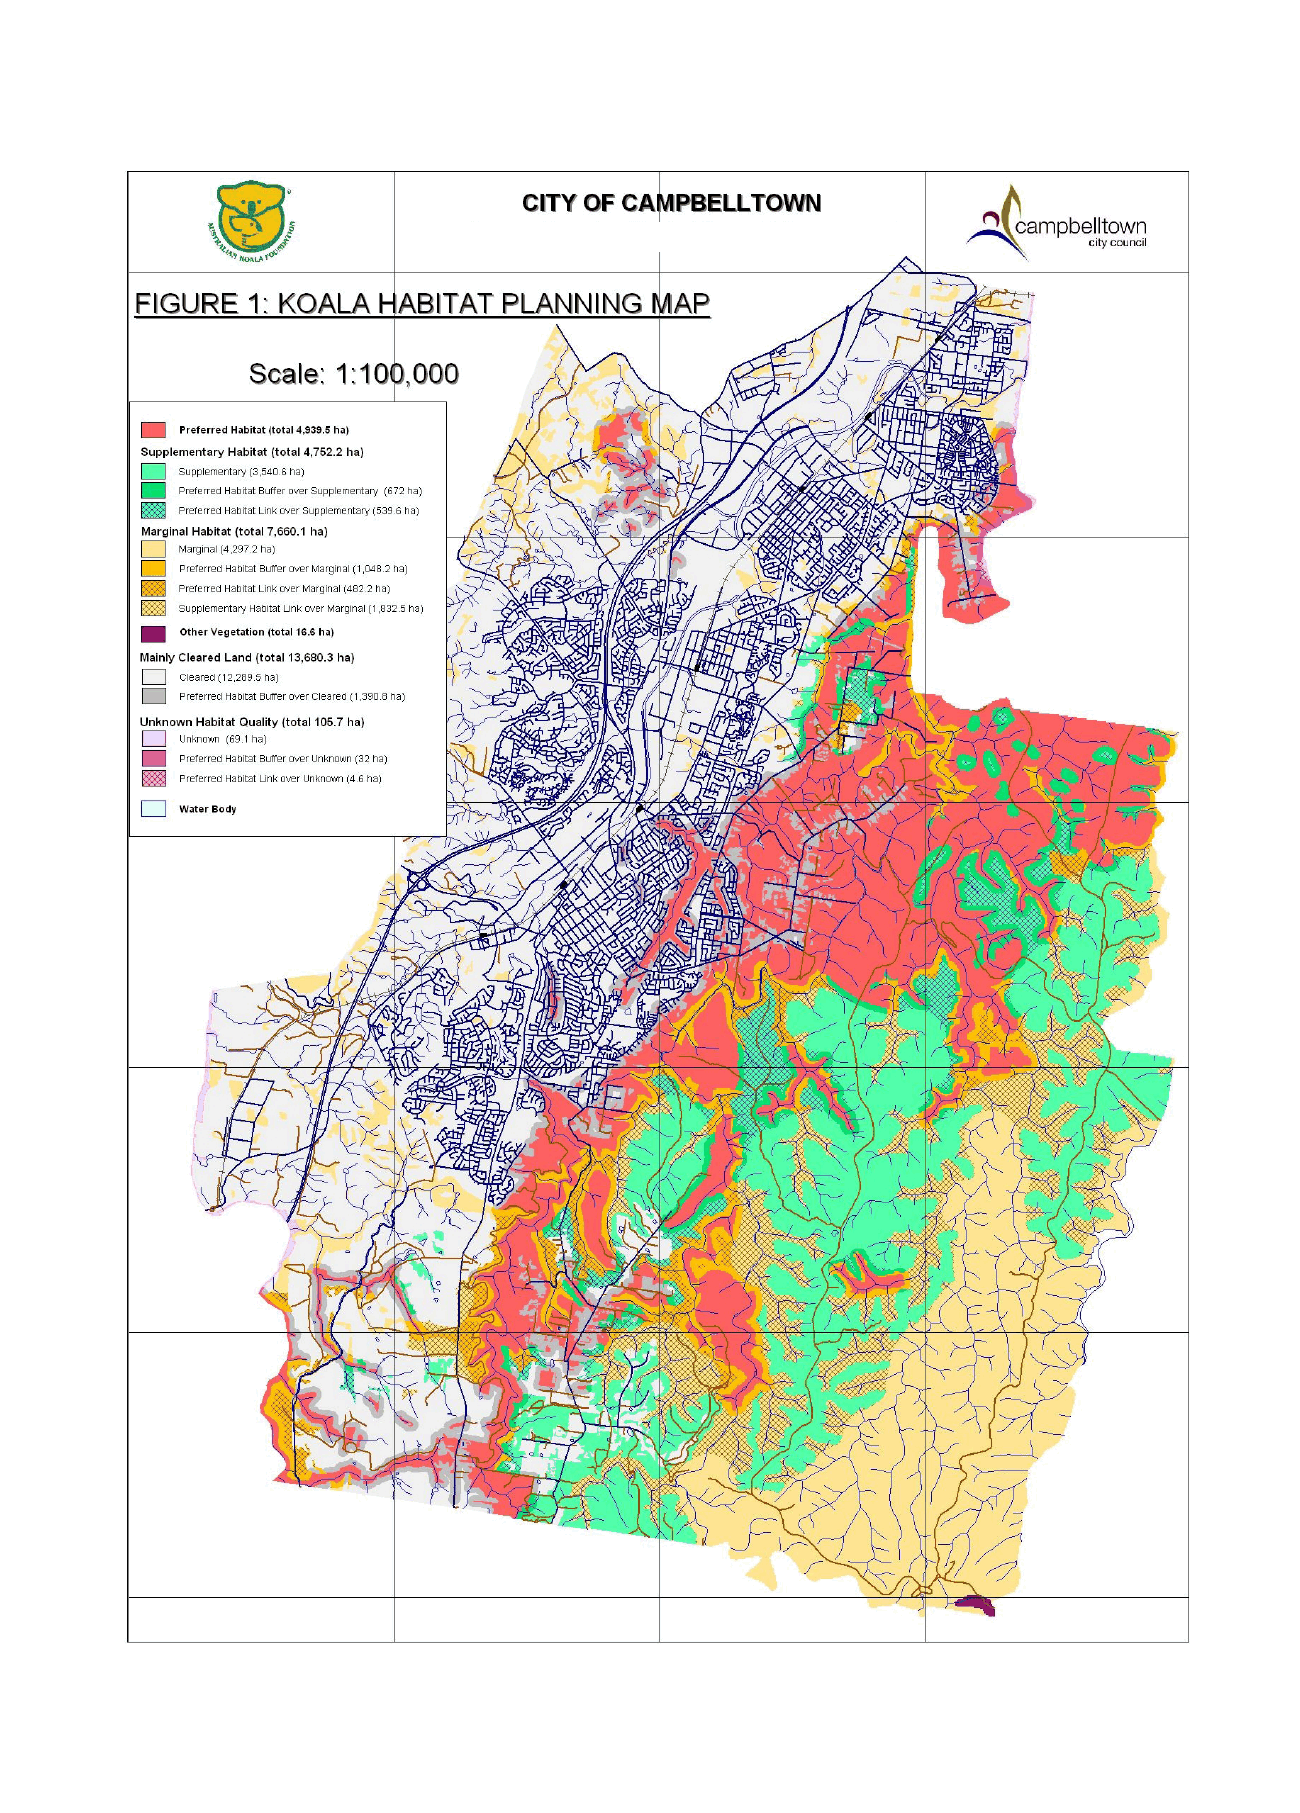 AUSTRALIAN KOALA FOUNDATION
CITY OF CAMPBELLTOWN
campbelltown
city council
FIGURE 1: KOALA HABITAT PLANNING MAP
Scale: 1:100,000
Preferred Habitat (total 4,939.5 ha)
Supplementary Habitat (total 4,752.2 ha)
Supplementary (3,540.6 ha)
Preferred Habitat Buffer over Supplementary (672 ha)
Preferred Habitat Link over Supplementary (539.6 ha)
Marginal Habitat (total 7,660.1 ha)
Marginal (4,297.2 ha)
Preferred Habitat Buffer over Marginal (1,048.2 ha)
Preferred Habitat Link over Marginal (482.2 ha)
Supplementary Habitat Link over Marginal (1,832.5 ha)
Other Vegetation (total 16.6 ha)
Mainly Cleared Land (total 13,680.3 ha)
Cleared (12,289.5 ha)
Preferred Habitat Buffer over Cleared (1,390.8 ha)
Unknown Habitat Quality (total 105.7 ha)
Unknown (69.1 ha)
Preferred Habitat Buffer over Unknown (32 ha)
Preferred Habitat Link over Unknown (4.6 ha)
Water Body